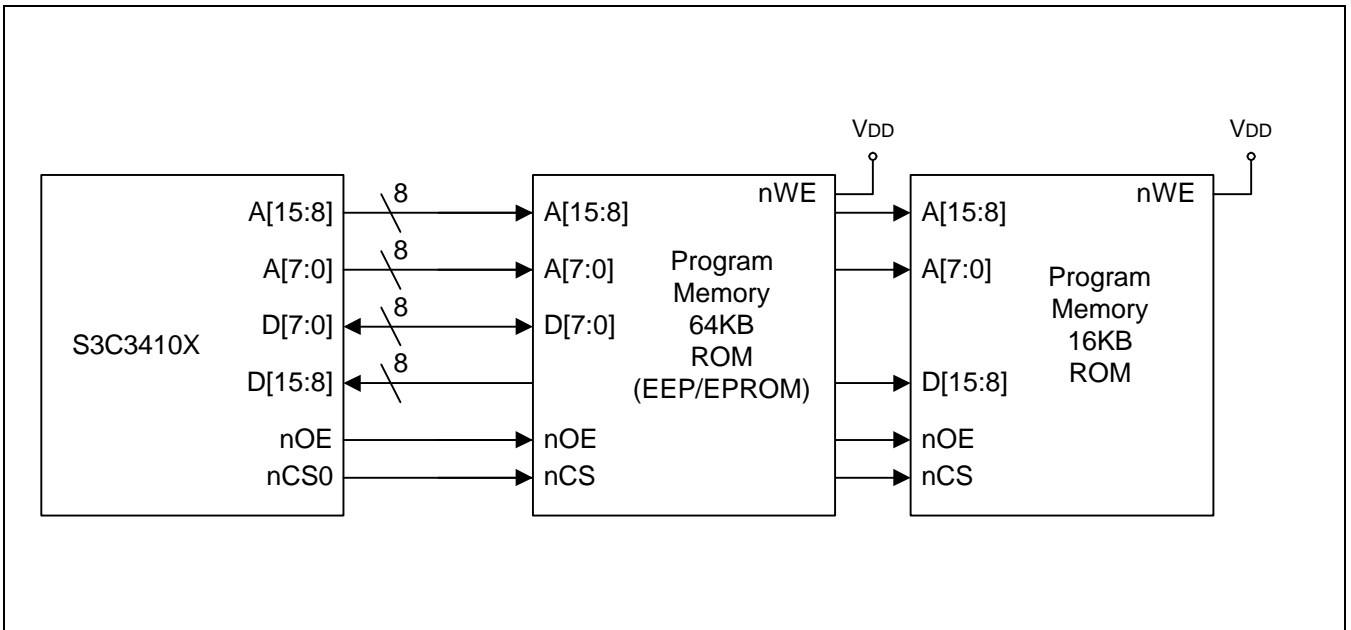 VDD
VDD
S3C3410X
A[15:8]
A[7:0]
D[7:0]
D[15:8]
nOE
nCS0
8
8
8
8
A[15:8]
A[7:0]
D[7:0]
nOE
nCS
nWE
Program
Memory
64KB
ROM
(EEP/EPROM)
A[15:8]
A[7:0]
D[15:8]
nOE
nCS
nWE
Program
Memory
16KB
ROM